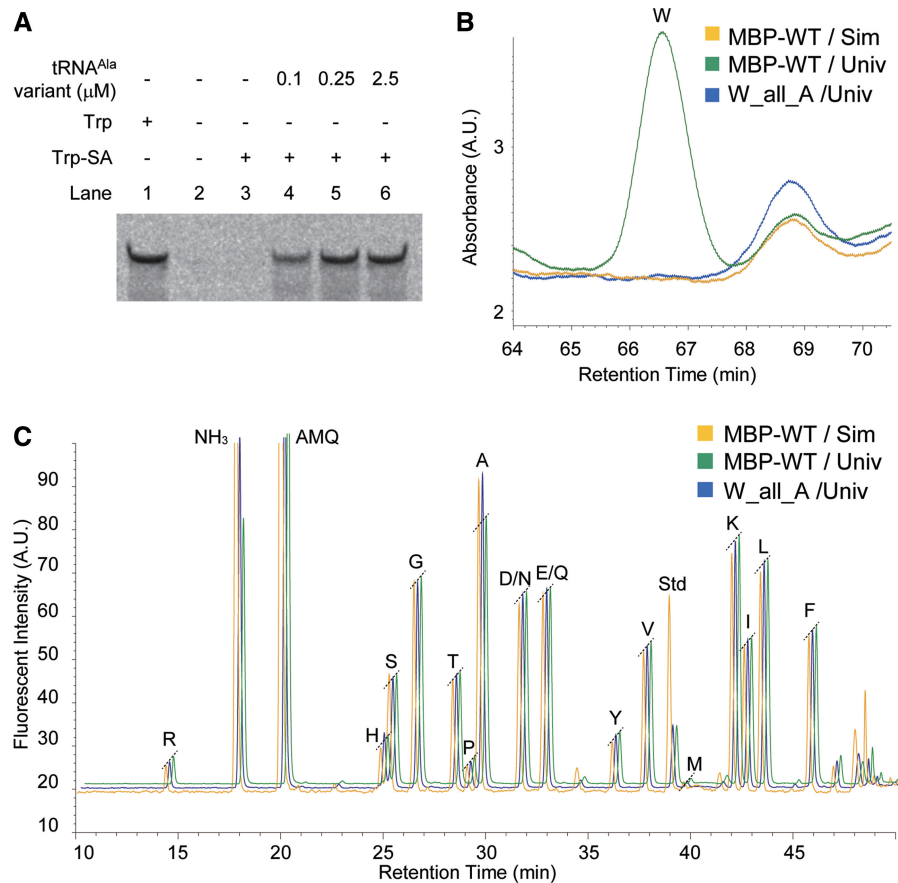 A
tRNAAla variant (μM) - - - 0.1 0.25 2.5
Trp + - - - - -
Trp-SA - - + + + +
Lane 1 2 3 4 5 6
B
W
MBP-WT / Sim
MBP-WT / Univ
W_all_A /Univ
Absorbance (A.U.)
3
2
64 65 66 67 68 69 70
Retention Time (min)
C
MBP-WT / Sim
MBP-WT / Univ
W_all_A /Univ
NH3 AMQ
R H S G T P A D/N E/Q Y V Std M K I L F
Fluorescent Intensity (A.U.)
90
80
70
60
50
40
30
20
10
10 15 20 25 30 35 40 45
Retention Time (min)